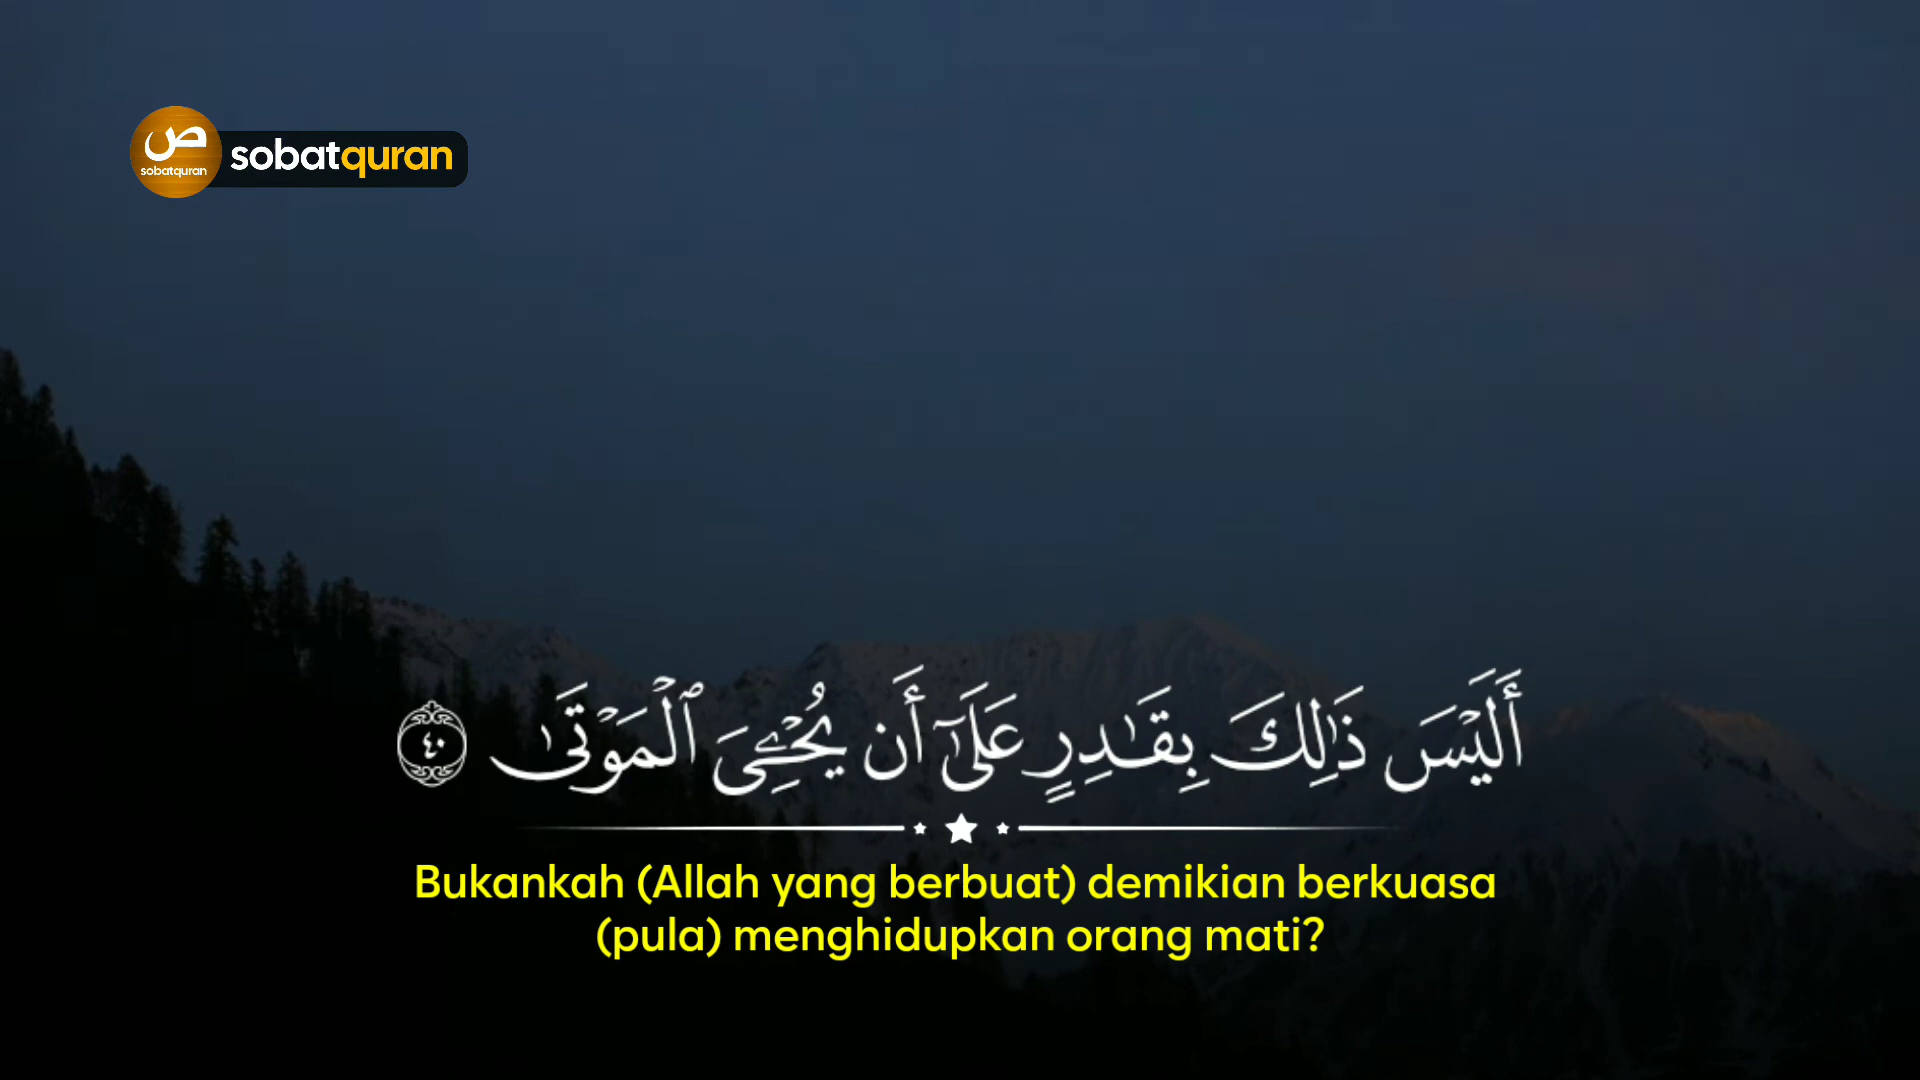 ص
sobatquran
sobatquran
أَلَيْسَ ذَٰلِكَ بِقَٰدِرٍ عَلَىٰٓ أَن يُحْـِۧىَ ٱلْمَوْتَىٰ ٤٠
Bukankah (Allah yang berbuat) demikian berkuasa
(pula) menghidupkan orang mati?